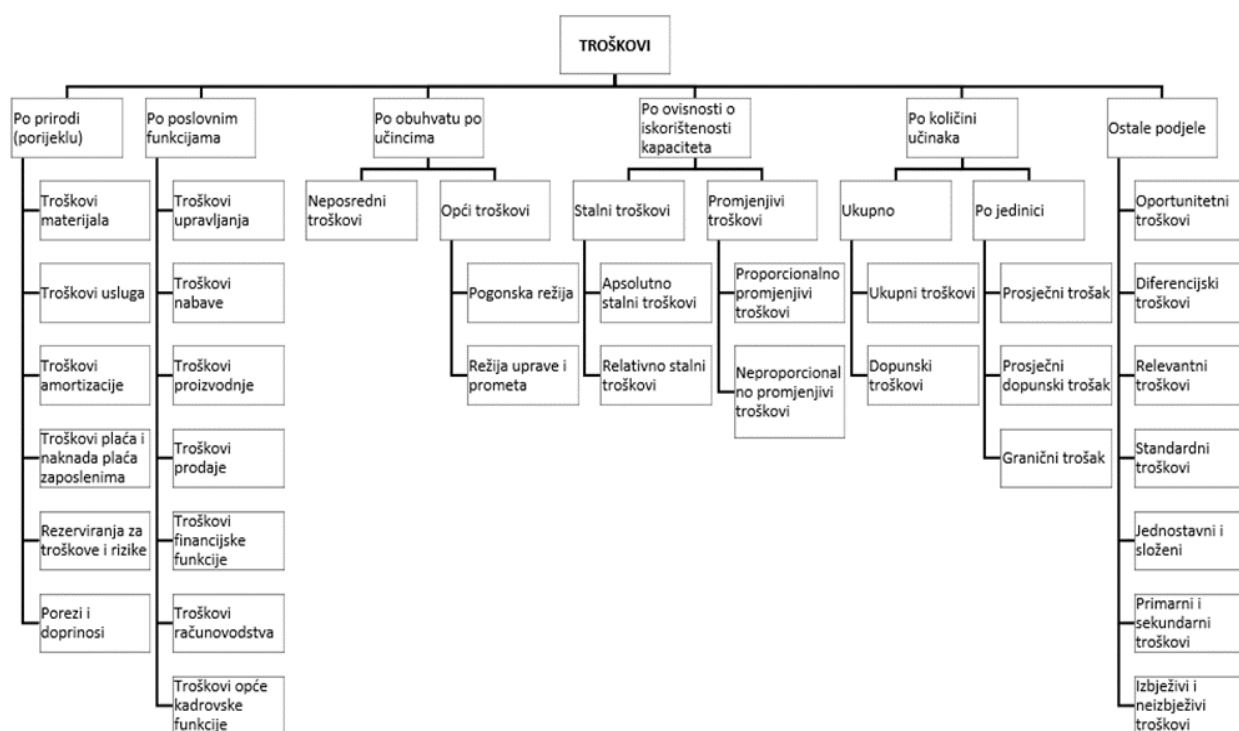 TROŠKOVI
Po prirodi
(porijeklu)
Po poslovnim
funkcijama
Po obuhvatu po
učincima
Po ovisnosti o
iskorištenosti
kapaciteta
Po količini
učinaka
Ostale podjele
Troškovi
materijala
Troškovi usluga
Troškovi
amortizacije
Troškovi plaća i
naknada plaća
zaposlenima
Rezerviranja za
troškove i rizike
Porezi i
doprinosi
Troškovi
upravljanja
Troškovi
nabave
Troškovi
proizvodnje
Troškovi
prodaje
Troškovi
financijske
funkcije
Troškovi
računovodstva
Troškovi opće
kadrovske
funkcije
Neposredni
troškovi
Opći troškovi
Pogonska režija
Režija uprave i
prometa
Stalni troškovi
Apsolutno
stalni troškovi
Relativno stalni
troškovi
Promjenjivi
troškovi
Proporcionalno
promjenjivi
troškovi
Neproporcional
no promjenjivi
troškovi
Ukupno
Ukupni troškovi
Dopunski
troškovi
Po jedinici
Prosječni trošak
Prosječni
dopunski trošak
Granični trošak
Oportunitetni
troškovi
Diferencijski
troškovi
Relevantni
troškovi
Standardni
troškovi
Jednostavni i
složeni
Primarni i
sekundarni
troškovi
Izbježivi i
neizbježivi
troškovi